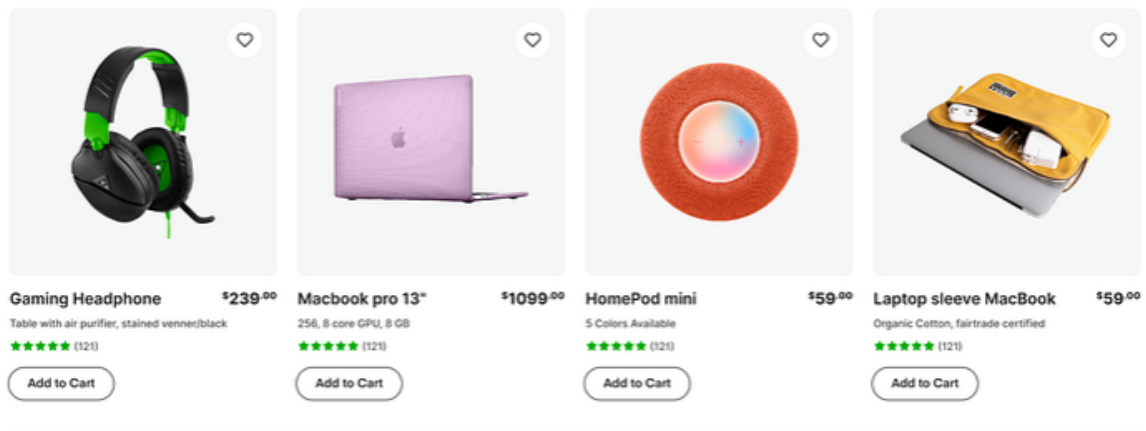 Gaming Headphone $239.00
Table with air purifier, stained venner/black
(121)
Add to Cart
Macbook pro 13" $1099.00
256, 8 core GPU, 8 GB
(121)
Add to Cart
HomePod mini $59.00
5 Colors Available
(121)
Add to Cart
Laptop sleeve MacBook $59.00
Organic Cotton, fairtrade certified
(121)
Add to Cart